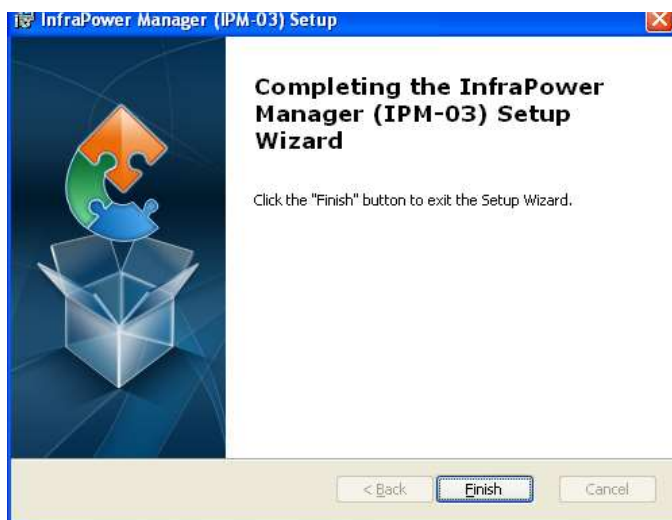 InfraPower Manager (IPM-03) Setup
Completing the InfraPower
Manager (IPM-03) Setup
Wizard
Click the "Finish" button to exit the Setup Wizard.
< Back
Finish
Cancel